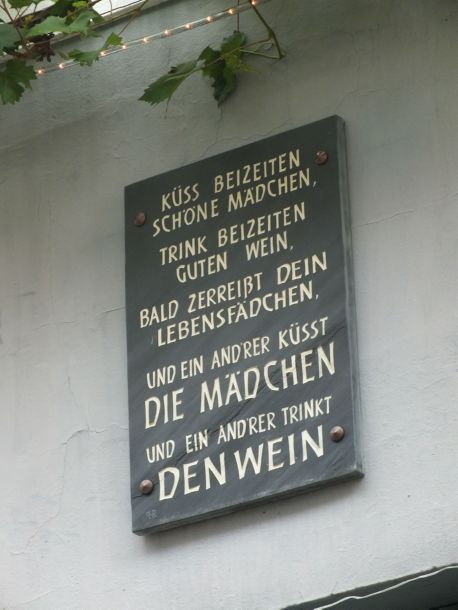 KÜSS BEIZEITEN
SCHÖNE MÄDCHEN,
TRINK BEIZEITEN
GUTEN WEIN,
BALD ZERREIẞT DEIN
LEBENSFÄDCHEN,
UND EIN AND'RER KÜSST
DIE MÄDCHEN
UND EIN AND'RER TRINKT
DEN WEIN